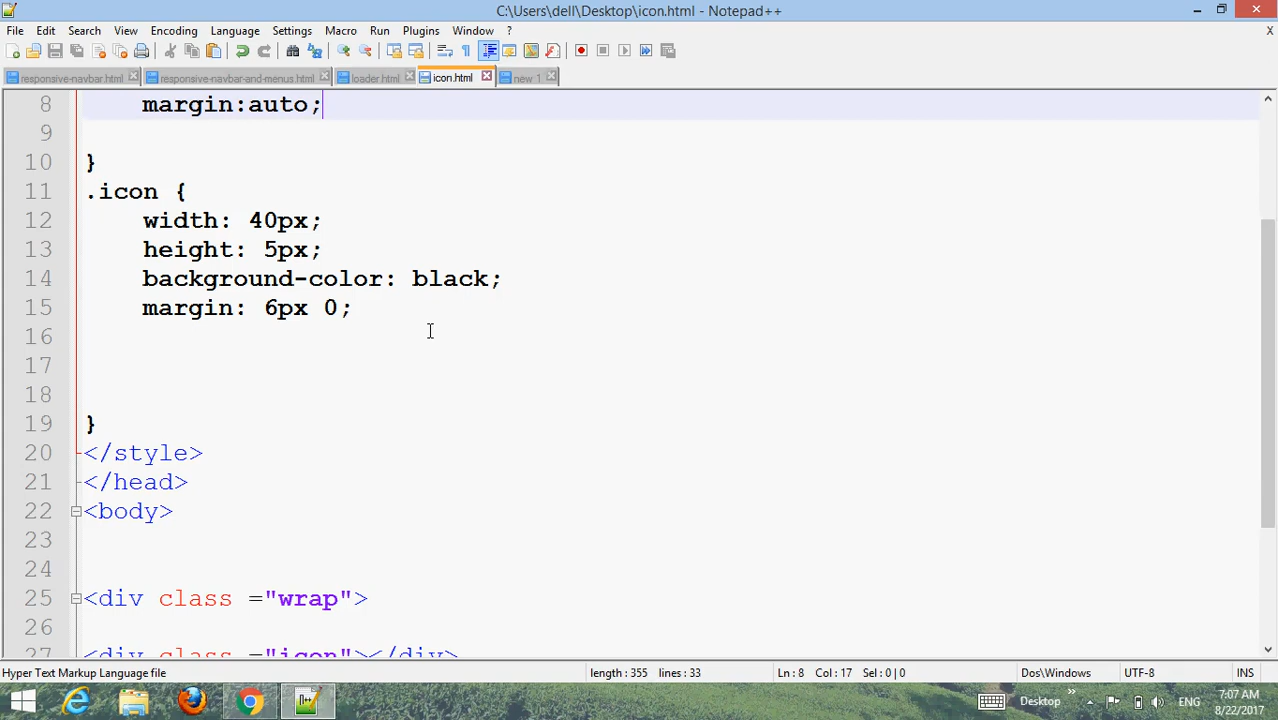 C:\Users\dell\Desktop\icon.html - Notepad++
File Edit Search View Encoding Language Settings Macro Run Plugins Window ?
X
responsive-navbar.html responsive-navbar-and-menus.html loader.html icon.html new 1
8 margin:auto;
9
10 }
11 .icon {
12 width: 40px;
13 height: 5px;
14 background-color: black;
15 margin: 6px 0;
16
17
18
19 }
20 </style>
21 </head>
22 <body>
23
24
25 <div class ="wrap">
26
27 <div class ="icon"></div>
Hyper Text Markup Language file length : 355 lines : 33 Ln : 8 Col : 17 Sel : 0 | 0 Dos\Windows UTF-8 INS
Desktop » ENG 7:07 AM
8/22/2017